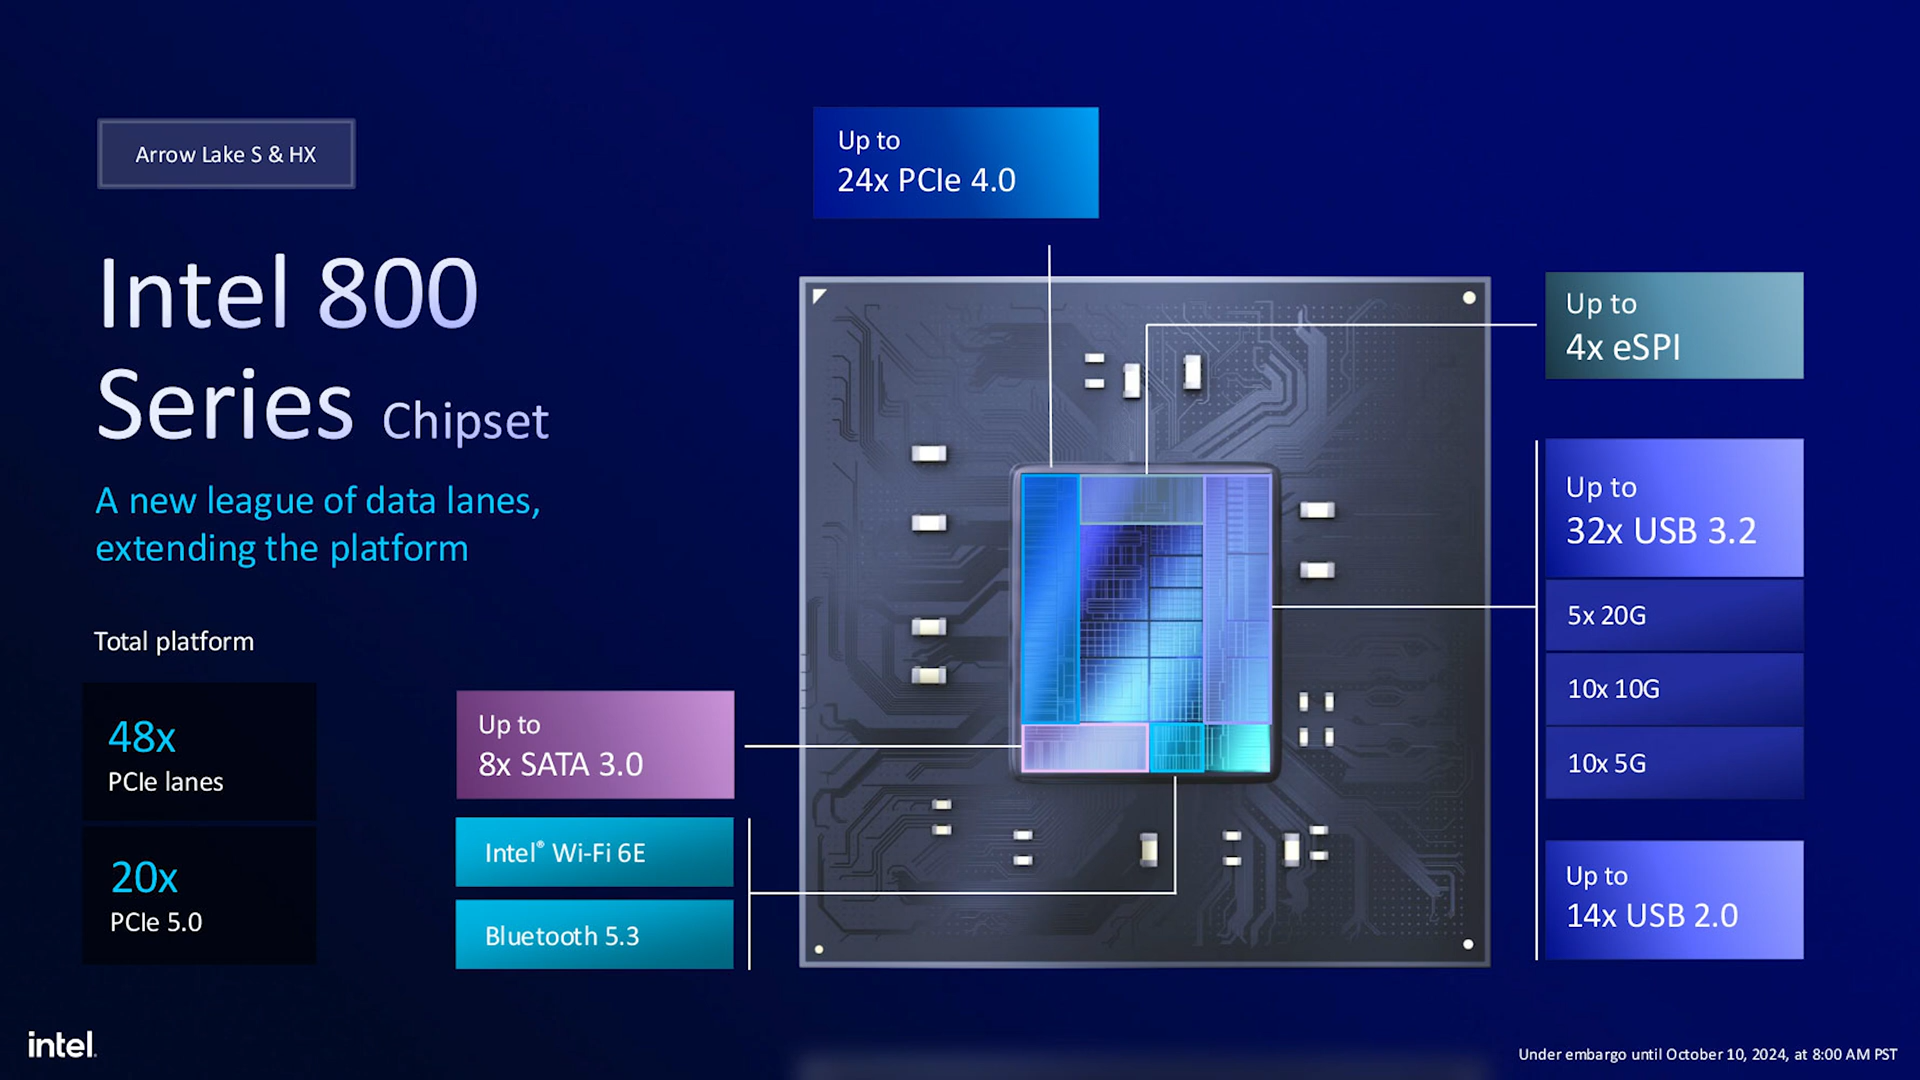 Arrow Lake S & HX
Intel 800
Series Chipset
A new league of data lanes,
extending the platform
Total platform
48x
PCIe lanes
20x
PCIe 5.0
Up to
24x PCIe 4.0
Up to
8x SATA 3.0
Intel® Wi-Fi 6E
Bluetooth 5.3
Up to
4x eSPI
Up to
32x USB 3.2
5x 20G
10x 10G
10x 5G
Up to
14x USB 2.0
intel.
Under embargo until October 10, 2024, at 8:00 AM PST